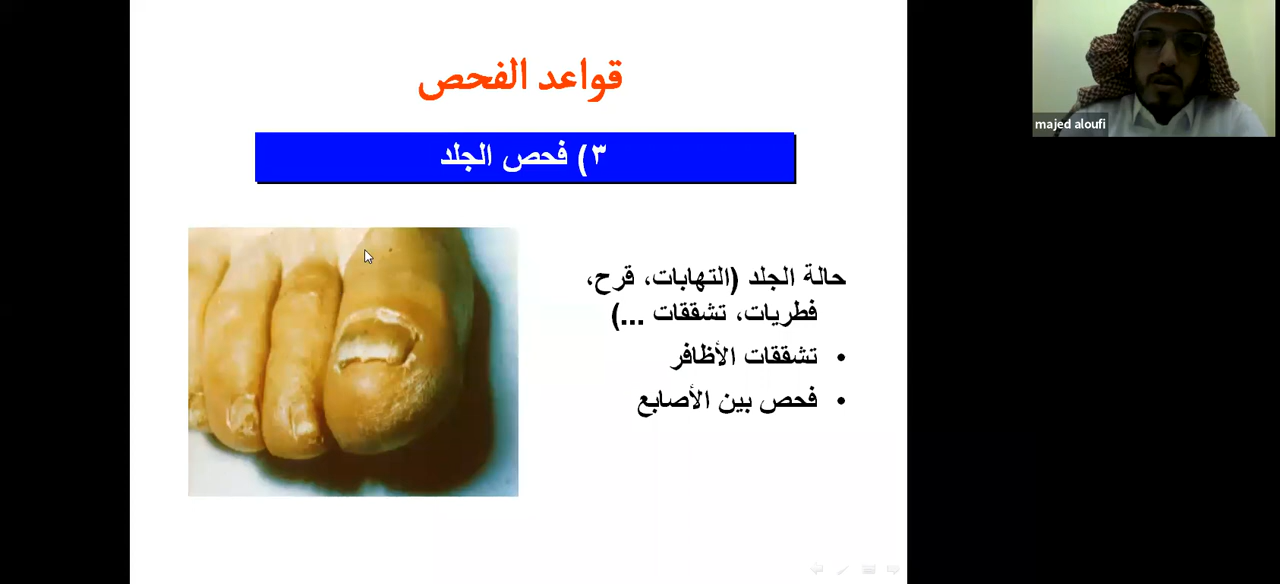 قواعد الفحص
٣) فحص الجلد
حالة الجلد (التهابات، قرح،
فطريات، تشققات ...)
• تشققات الأظافر
• فحص بين الأصابع
majed aloufi